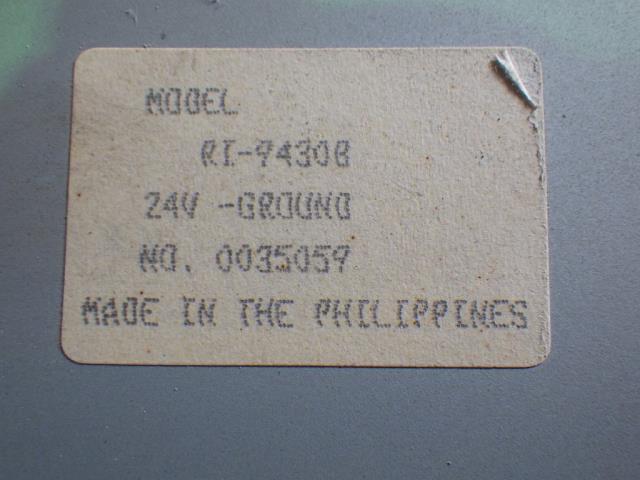 MODEL
RI-9430B
24V -GROUND
NO. 0035059
MADE IN THE PHILIPPINES